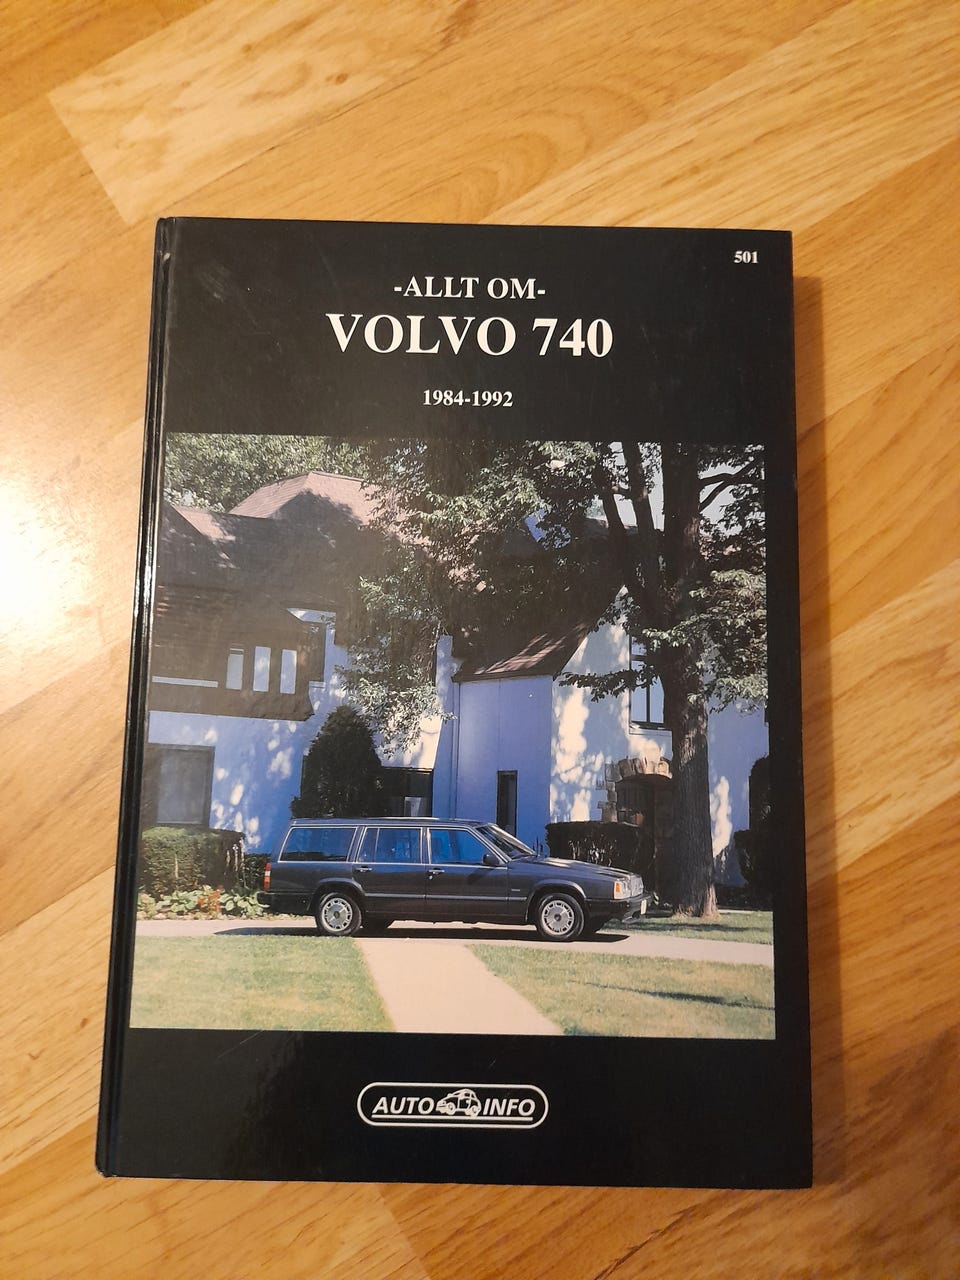 501
-ALLT OM-
VOLVO 740
1984-1992
AUTO INFO